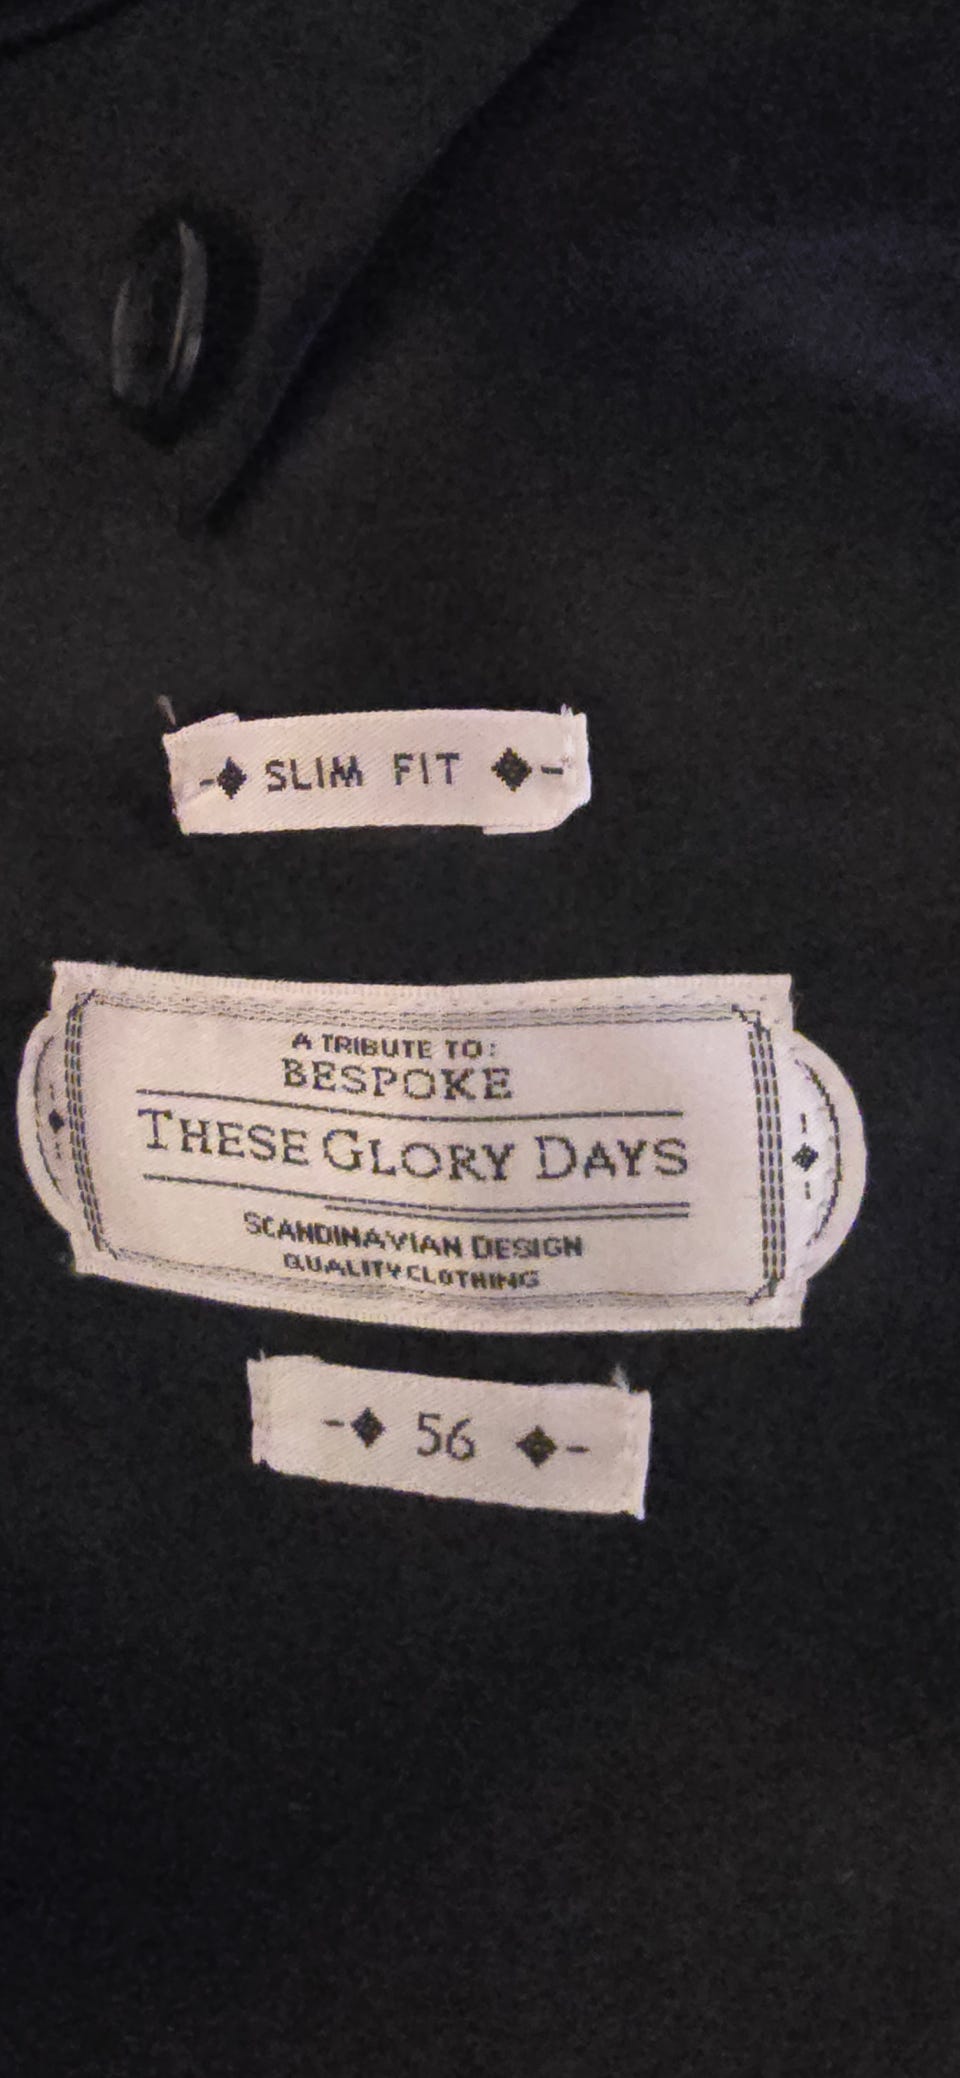 SLIM FIT
A TRIBUTE TO:
BESPOKE
THESE GLORY DAYS
SCANDINAVIAN DESIGN
QUALITY CLOTHING
56